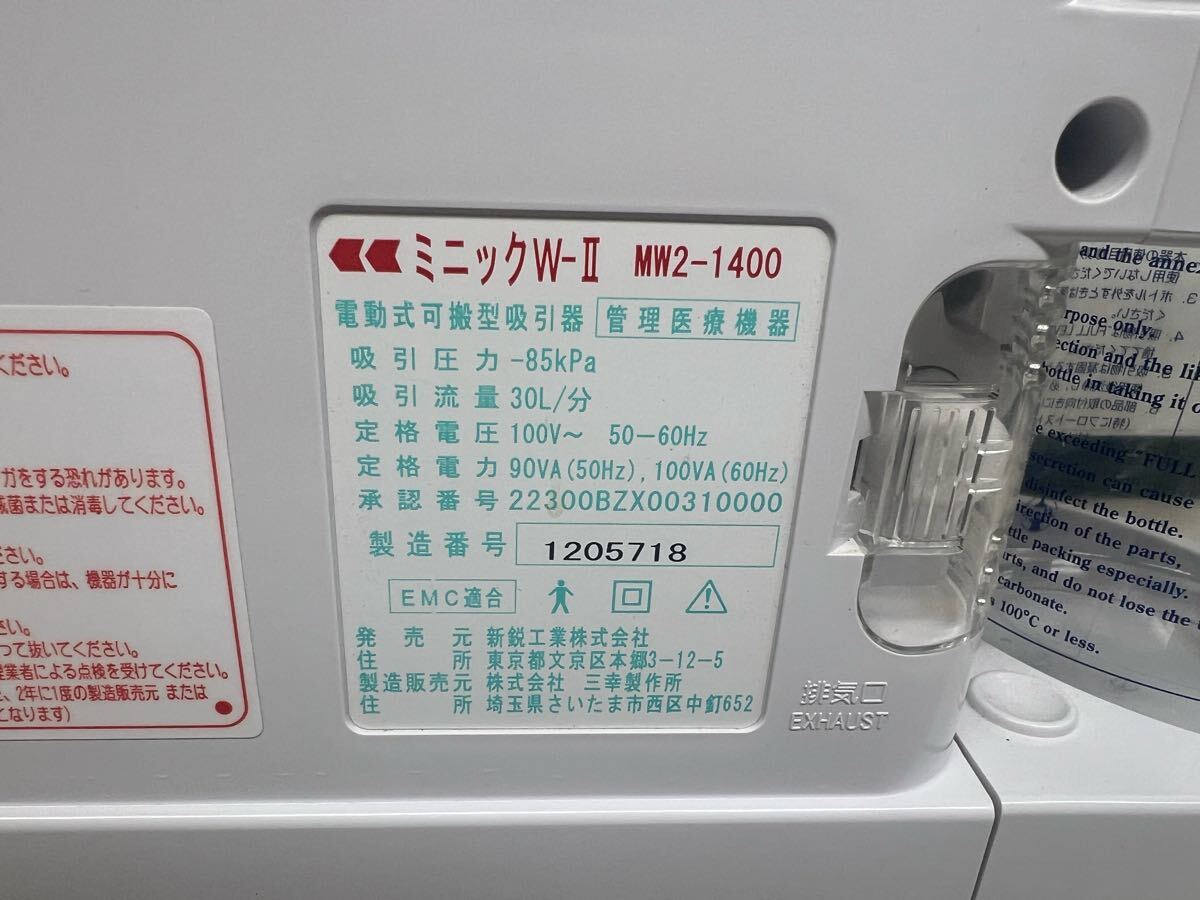 ミニックW-Ⅱ MW2-1400
電動式可搬型吸引器 管理医療機器
吸引圧力 -85kPa
吸引流量 30L/分
定格電圧 100V～ 50－60Hz
定格電力 90VA(50Hz),100VA(60Hz)
承認番号 22300BZX00310000
製造番号 1205718
EMC適合
発売元 新鋭工業株式会社
住所 東京都文京区本郷3-12-5
製造販売元 株式会社 三幸製作所
住所 埼玉県さいたま市西区中釘652
ください。
ガをする恐れがあります。
滅菌または消毒してください。
ださい。
する場合は、機器が十分に
さい。
って抜いてください。
業者による点検を受けてください。
、2年に1度の製造販売元 または
となります)
排気口
EXHAUST
and the anne
rpose only.
ection and the li
bottle in taking it o
e exceeding "FULL
secretion can cause
disinfect the bottle.
irection of the parts,
ttle packing especially.
rts, and do not lose the
carbonate.
100°C or less.